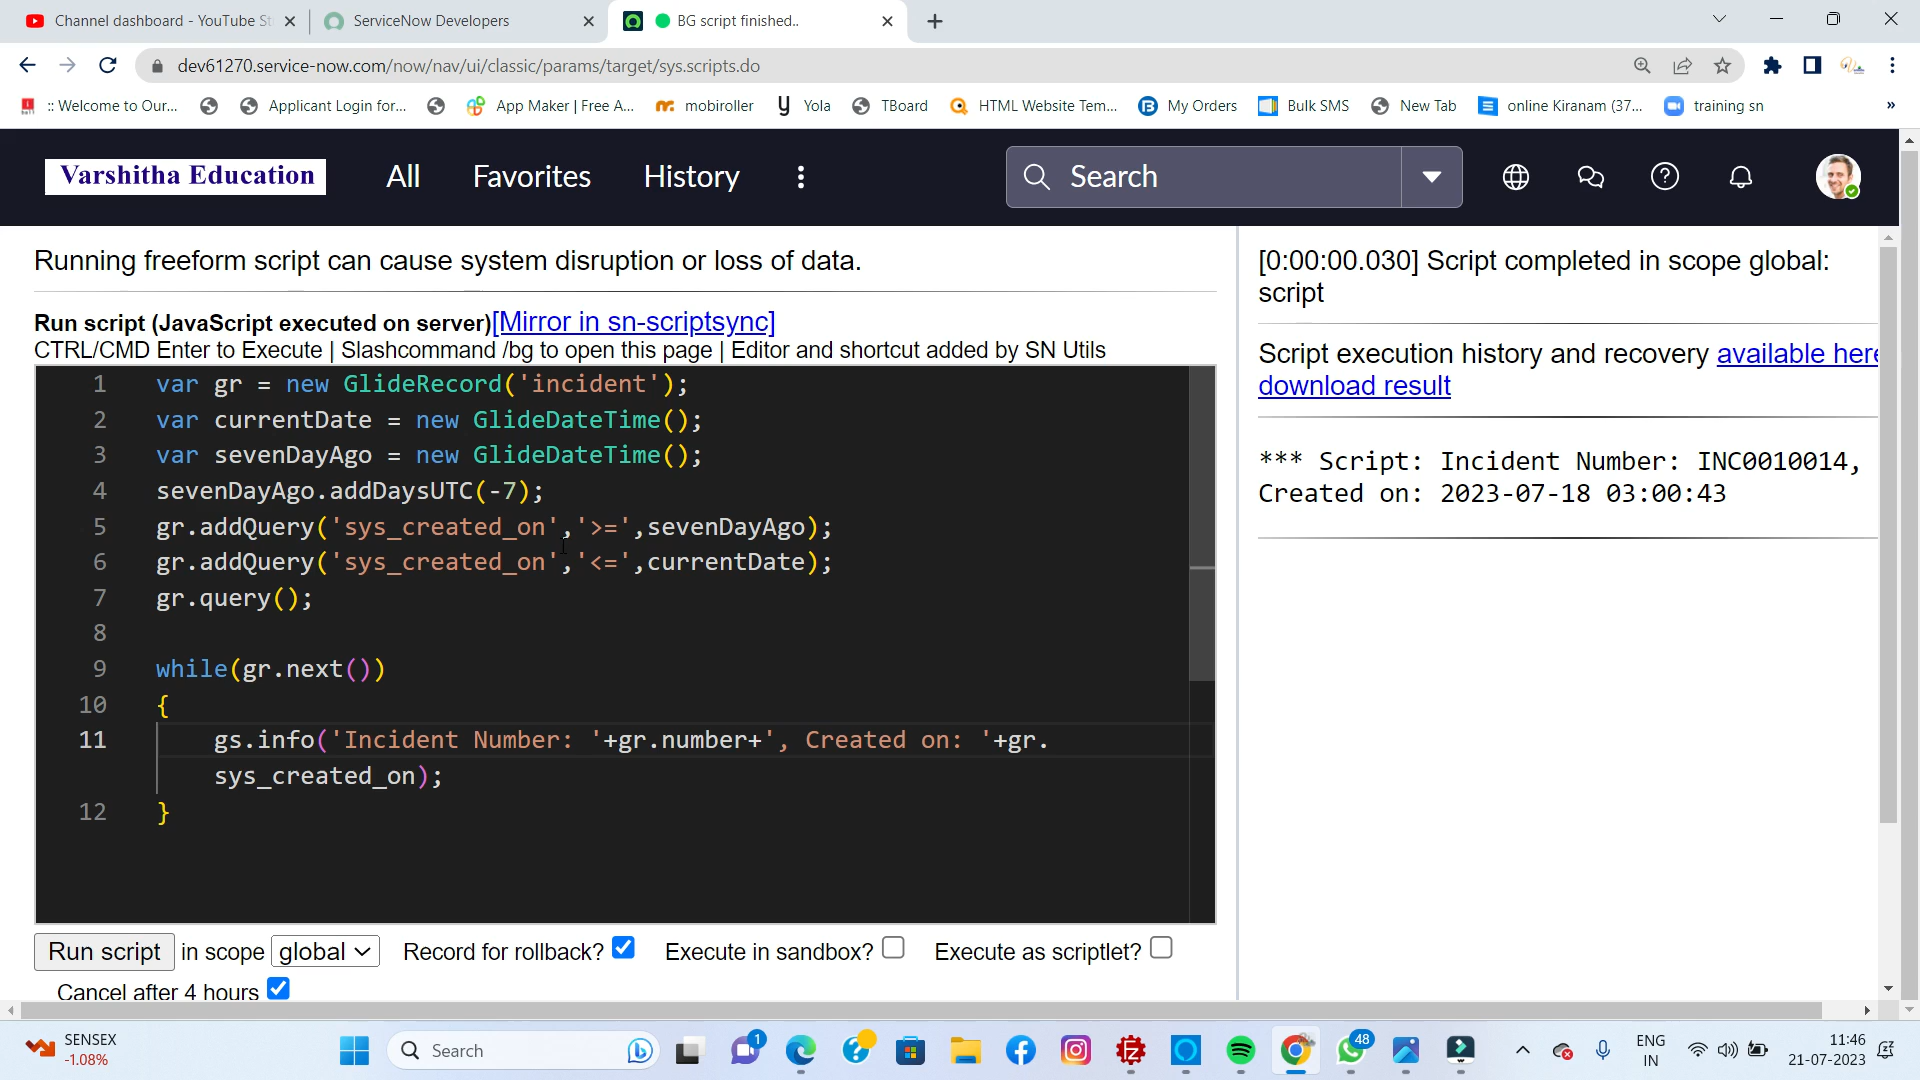 Channel dashboard - YouTube St
ServiceNow Developers
BG script finished..
dev61270.service-now.com/now/nav/ui/classic/params/target/sys.scripts.do
:: Welcome to Our...
Applicant Login for...
App Maker | Free A...
mobiroller
Yola
TBoard
HTML Website Tem...
My Orders
Bulk SMS
New Tab
online Kiranam (37...
training sn
»
Varshitha Education
All
Favorites
History
Search
Running freeform script can cause system disruption or loss of data.
Run script (JavaScript executed on server)[Mirror in sn-scriptsync]
CTRL/CMD Enter to Execute | Slashcommand /bg to open this page | Editor and shortcut added by SN Utils
1 var gr = new GlideRecord('incident');
2 var currentDate = new GlideDateTime();
3 var sevenDayAgo = new GlideDateTime();
4 sevenDayAgo.addDaysUTC(-7);
5 gr.addQuery('sys_created_on','>=',sevenDayAgo);
6 gr.addQuery('sys_created_on','<=',currentDate);
7 gr.query();
8
9 while(gr.next())
10 {
11 gs.info('Incident Number: '+gr.number+', Created on: '+gr.
sys_created_on);
12 }
Run script in scope global Record for rollback? Execute in sandbox? Execute as scriptlet?
Cancel after 4 hours
[0:00:00.030] Script completed in scope global:
script
Script execution history and recovery available here
download result
*** Script: Incident Number: INC0010014,
Created on: 2023-07-18 03:00:43
SENSEX
-1.08%
Search
1
48
ENG
IN
11:46
21-07-2023